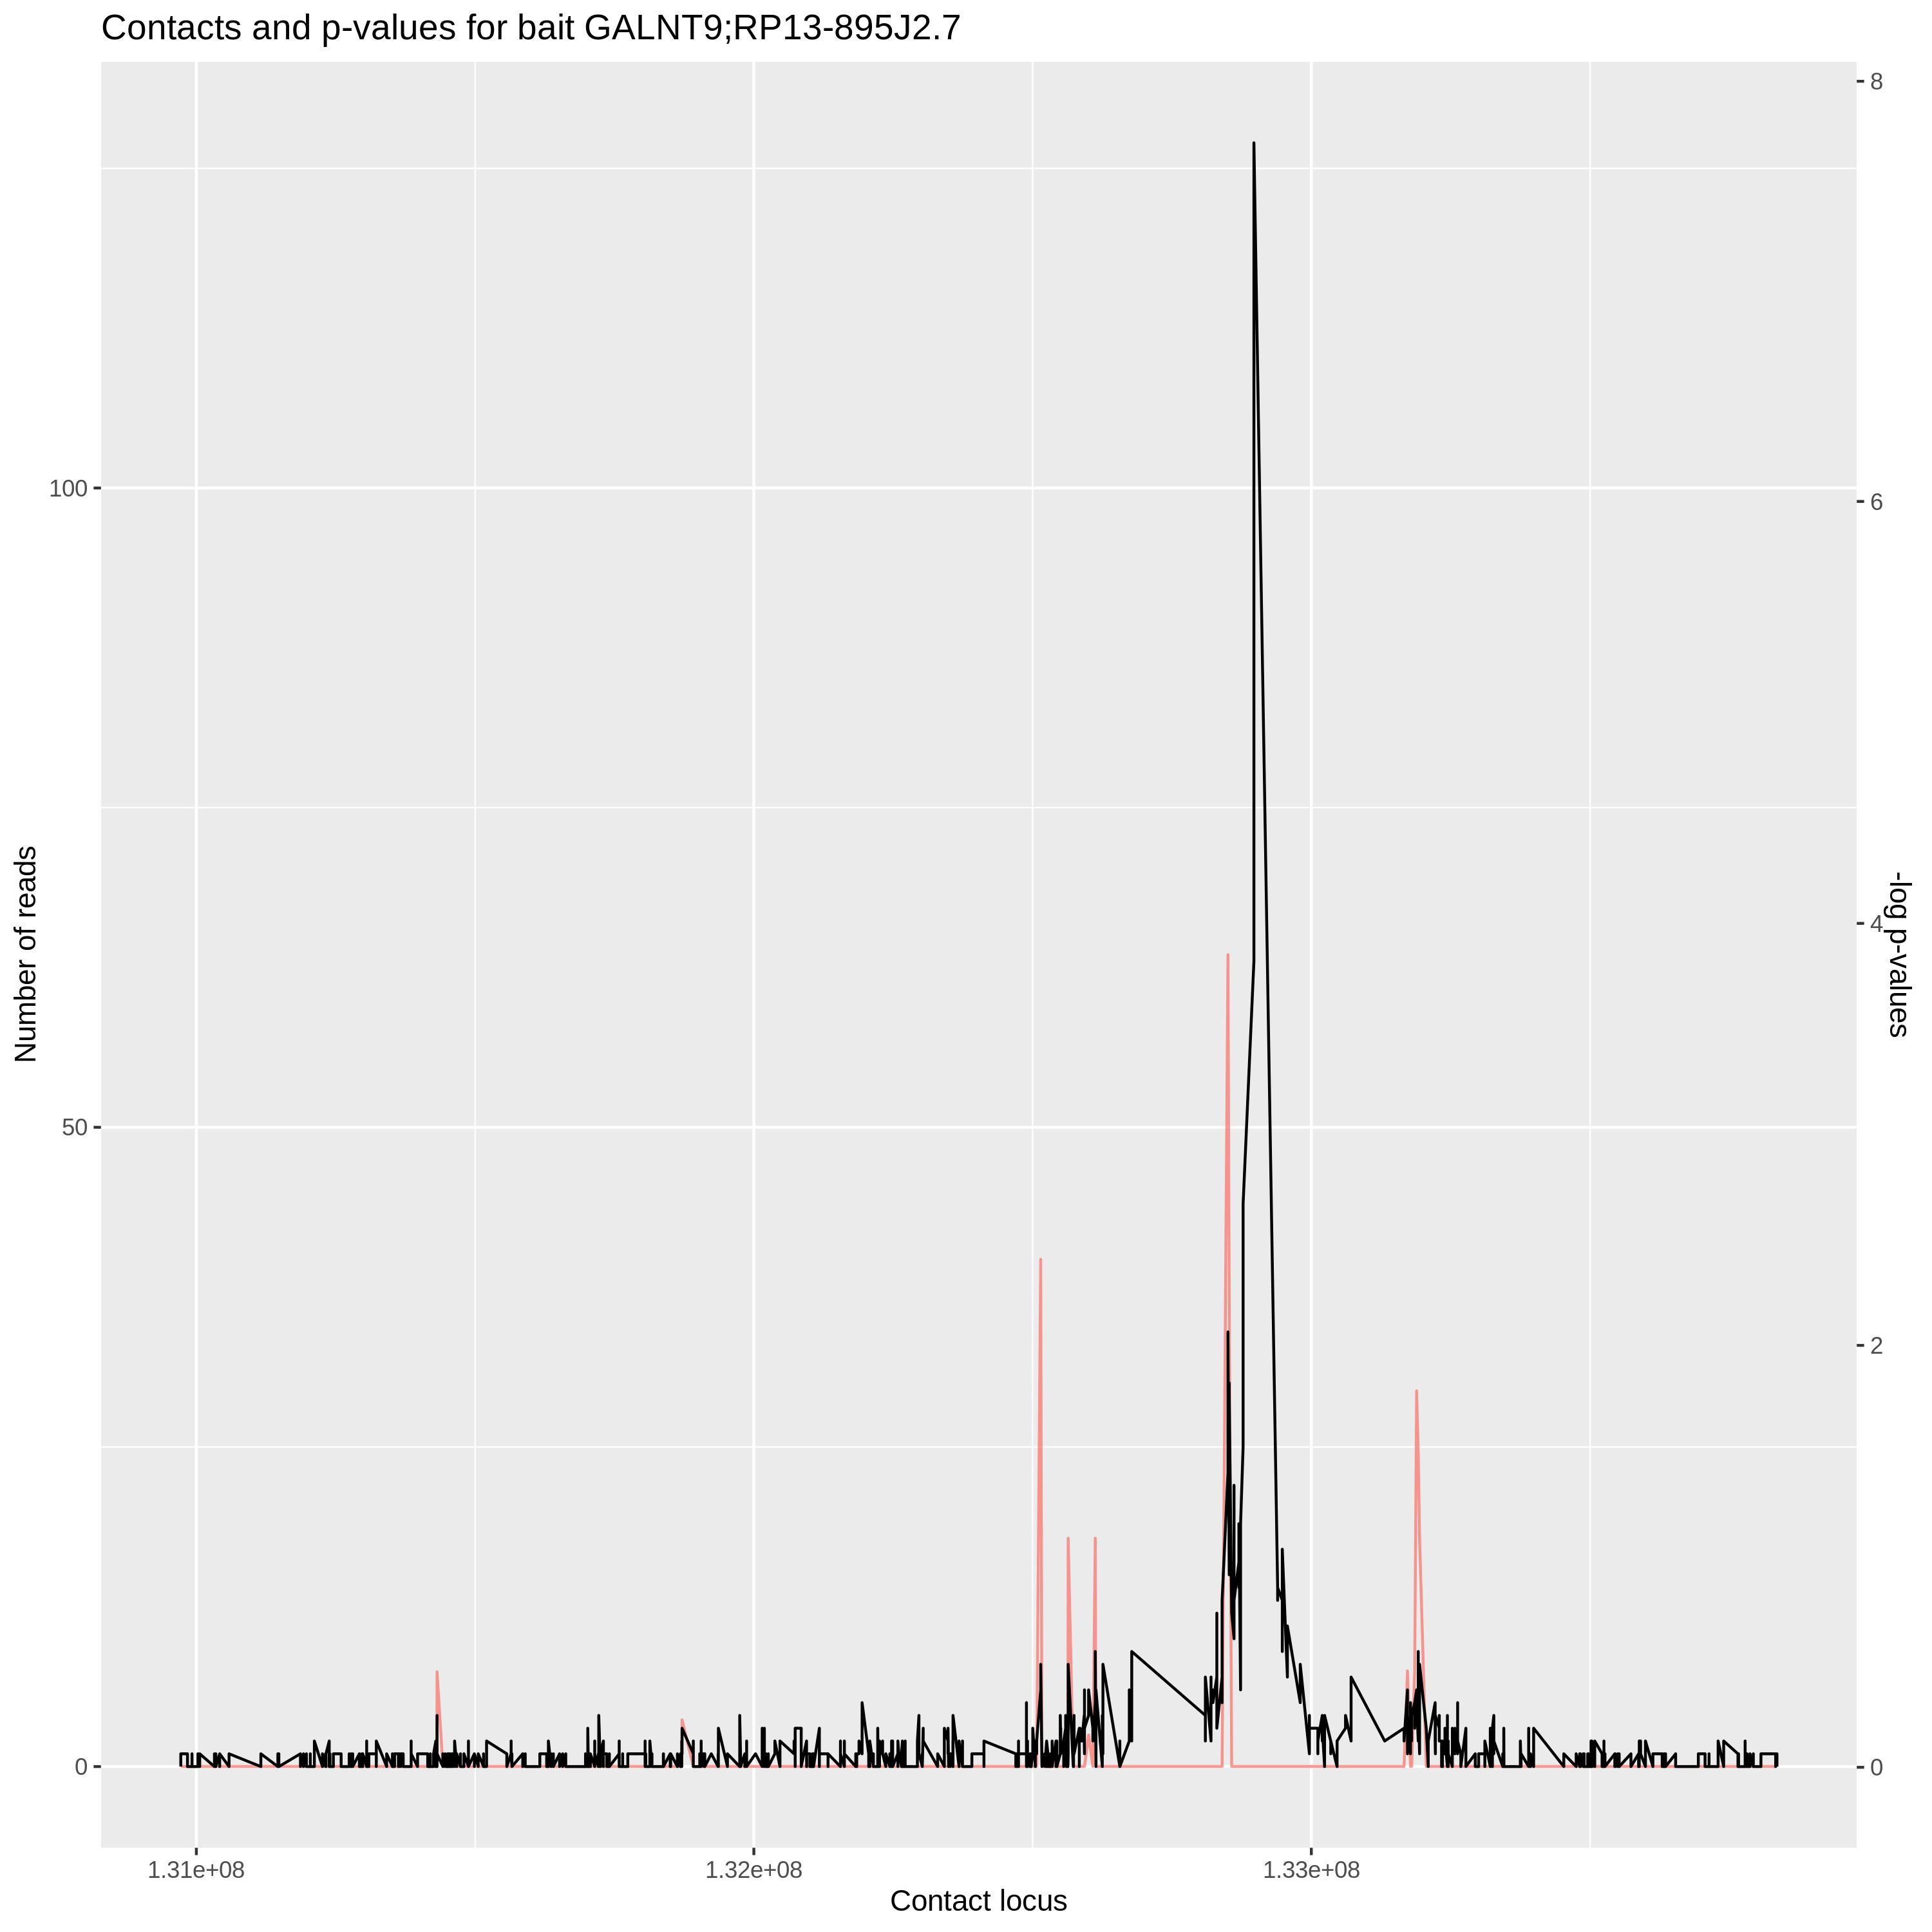 Contacts and p-values for bait GALNT9;RP13-895J2.7
8
6
4
2
0
100
50
0
Number of reads
-log p-values
1.31e+08
1.32e+08
1.33e+08
Contact locus